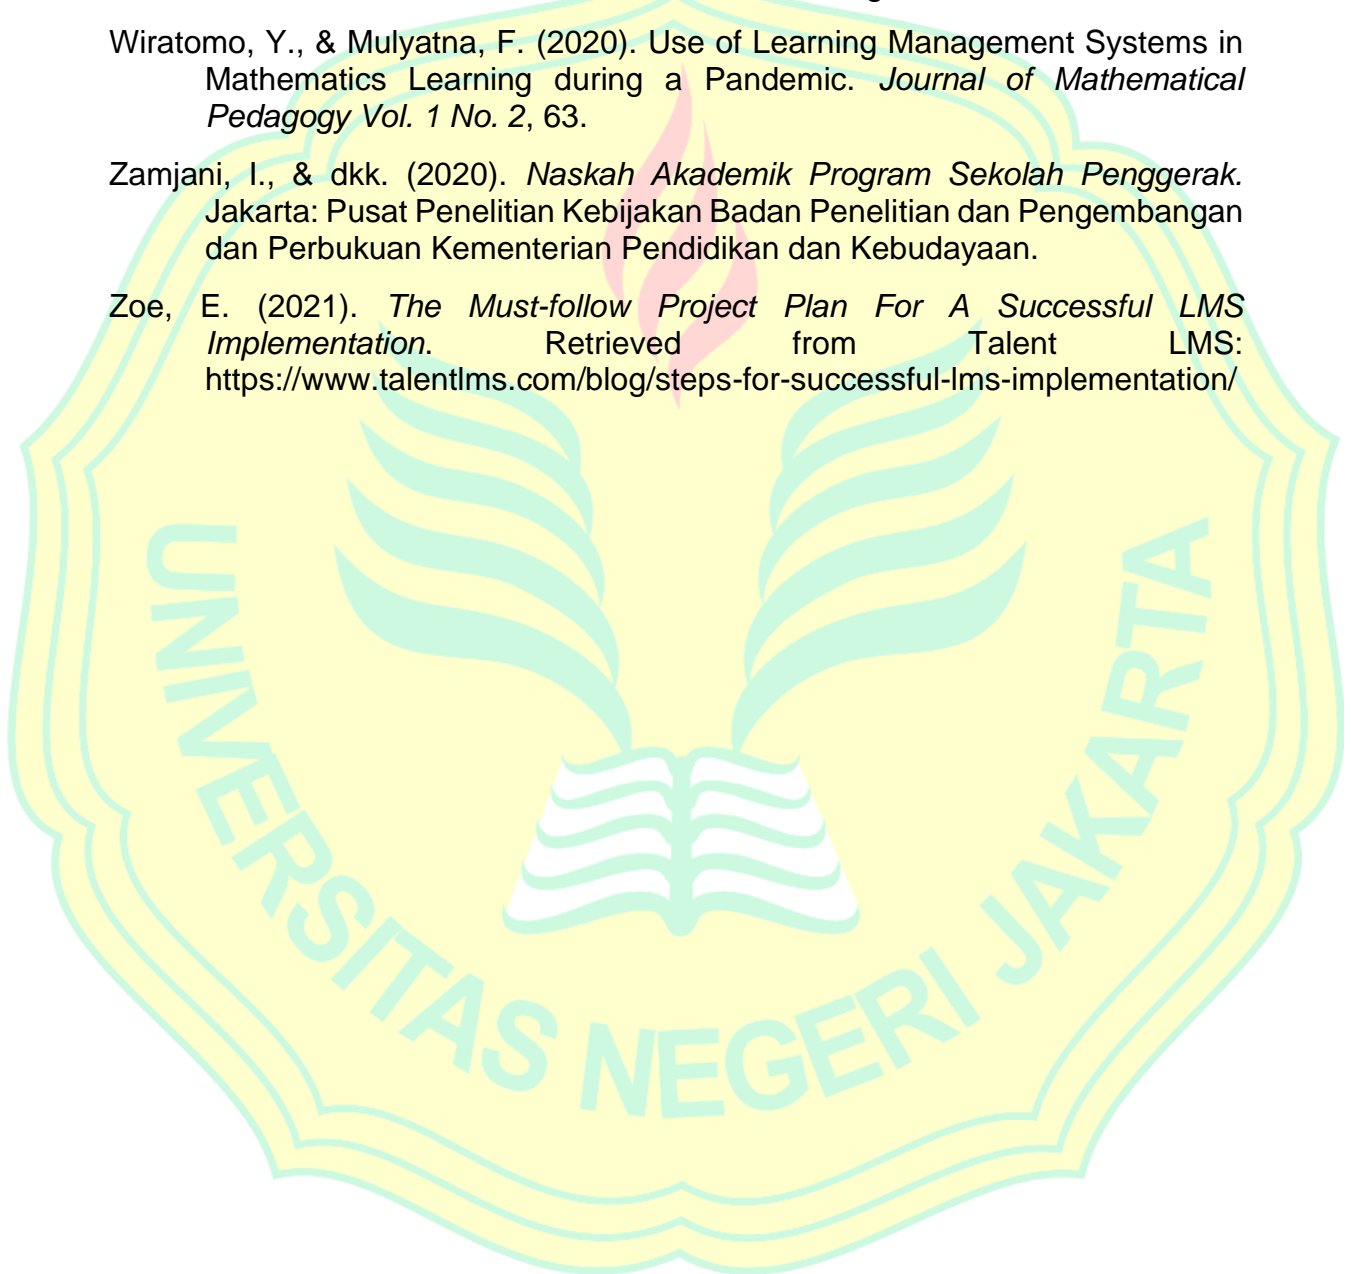 Wiratomo, Y., & Mulyatna, F. (2020). Use of Learning Management Systems in
Mathematics Learning during a Pandemic. Journal of Mathematical
Pedagogy Vol. 1 No. 2, 63.
Zamjani, I., & dkk. (2020). Naskah Akademik Program Sekolah Penggerak.
Jakarta: Pusat Penelitian Kebijakan Badan Penelitian dan Pengembangan
dan Perbukuan Kementerian Pendidikan dan Kebudayaan.
Zoe, E. (2021). The Must-follow Project Plan For A Successful LMS
Implementation. Retrieved from Talent LMS:
https://www.talentlms.com/blog/steps-for-successful-lms-implementation/
UNIVERSITAS NEGERI JAKARTA